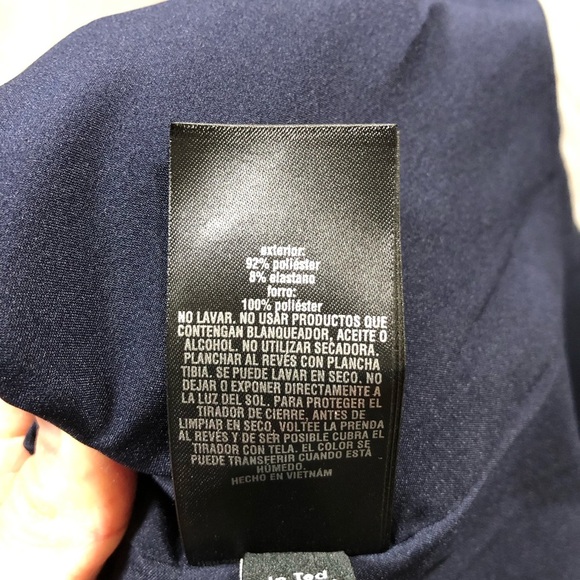 exterior:
92% poliéster
8% elastano
forro:
100% poliéster
NO LAVAR. NO USAR PRODUCTOS QUE
CONTENGAN BLANQUEADOR, ACEITE O
ALCOHOL. NO UTILIZAR SECADORA.
PLANCHAR AL REVÉS CON PLANCHA
TIBIA. SE PUEDE LAVAR EN SECO. NO
DEJAR O EXPONER DIRECTAMENTE A
LA LUZ DEL SOL. PARA PROTEGER EL
TIRADOR DE CIERRE, ANTES DE
LIMPIAR EN SECO, VOLTEE LA PRENDA
AL REVÉS Y DE SER POSIBLE CUBRA EL
TIRADOR CON TELA. EL COLOR SE
PUEDE TRANSFERIR CUANDO ESTÁ
HÚMEDO.
HECHO EN VIETNÁM